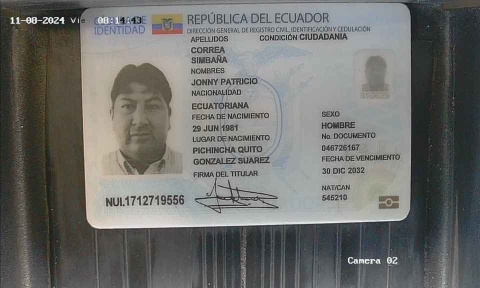 11-08-2024 Vie 08:14:43
REPÚBLICA DEL ECUADOR
IDENTIDAD
DIRECCIÓN GENERAL DE REGISTRO CIVIL, IDENTIFICACIÓN Y CEDULACIÓN
APELLIDOS
CONDICIÓN CIUDADANÍA
CORREA
SIMBAÑA
NOMBRES
JONNY PATRICIO
NACIONALIDAD
ECUATORIANA
FECHA DE NACIMIENTO
29 JUN 1981
LUGAR DE NACIMIENTO
PICHINCHA QUITO
GONZALEZ SUAREZ
FIRMA DEL TITULAR
SEXO
HOMBRE
No. DOCUMENTO
046726167
FECHA DE VENCIMIENTO
30 DIC 2032
NAT/CAN
545210
NUI.1712719556
Camera 02